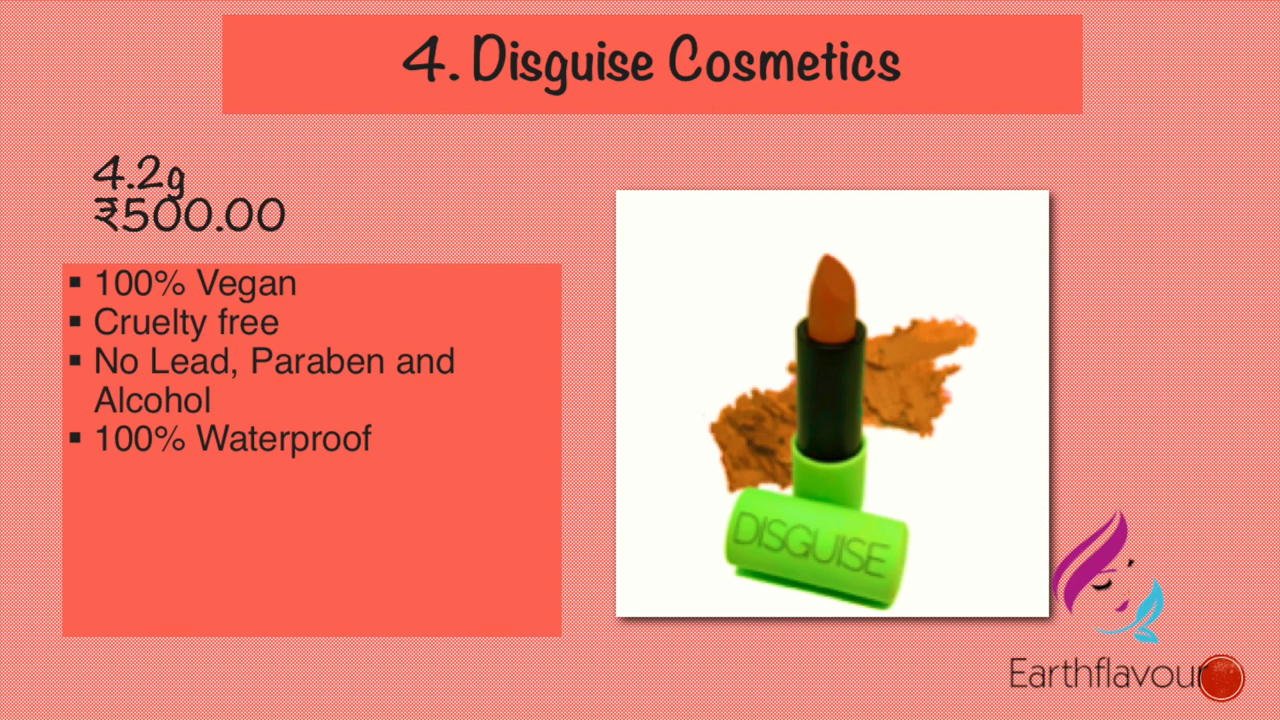 4. Disguise Cosmetics
4.2g
₹500.00
▪ 100% Vegan
▪ Cruelty free
▪ No Lead, Paraben and
Alcohol
▪ 100% Waterproof
DISGUISE
Earthflavour